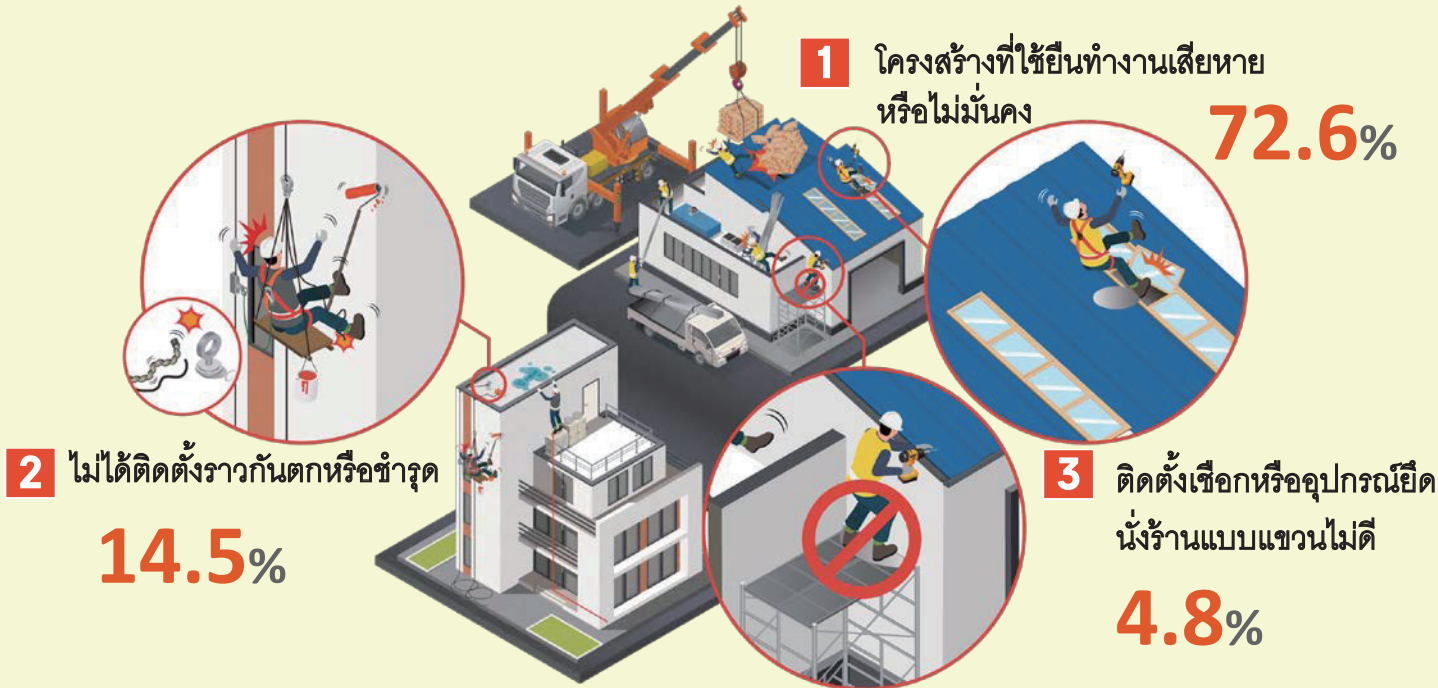 1 โครงสร้างที่ใช้ยืนทำงานเสียหาย
หรือไม่มั่นคง
72.6%
2 ไม่ได้ติดตั้งราวกันตกหรือชำรุด
14.5%
3 ติดตั้งเชือกหรืออุปกรณ์ยึด
นั่งร้านแบบแขวนไม่ดี
4.8%